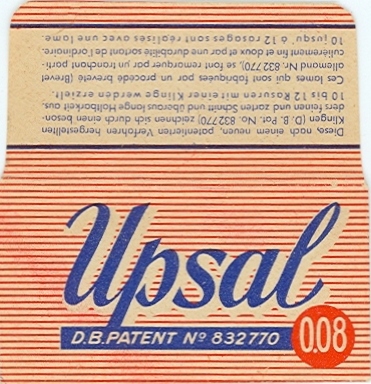 Diese, nach einem neuen, patentierten Verfahren hergestellten
Klingen (D. B. Pat. No. 832770) zeichnen sich durch einen beson-
ders feinen und zarten Schnitt und überaus lange Haltbarkeit aus.
10 bis 12 Rasuren mit einer Klinge werden erzielt.
Ces lames qui sont fabriquées par un procédé breveté (Brevet
allemand Nr. 832.770), se font remarquer par un tranchant parti-
culièrement fin et doux et par une durabilité sortant de l'ordinaire.
10 jusqu'à 12 rasages sont réalisés avec une lame.
Upsal
D.B.PATENT Nº 832770
0.08